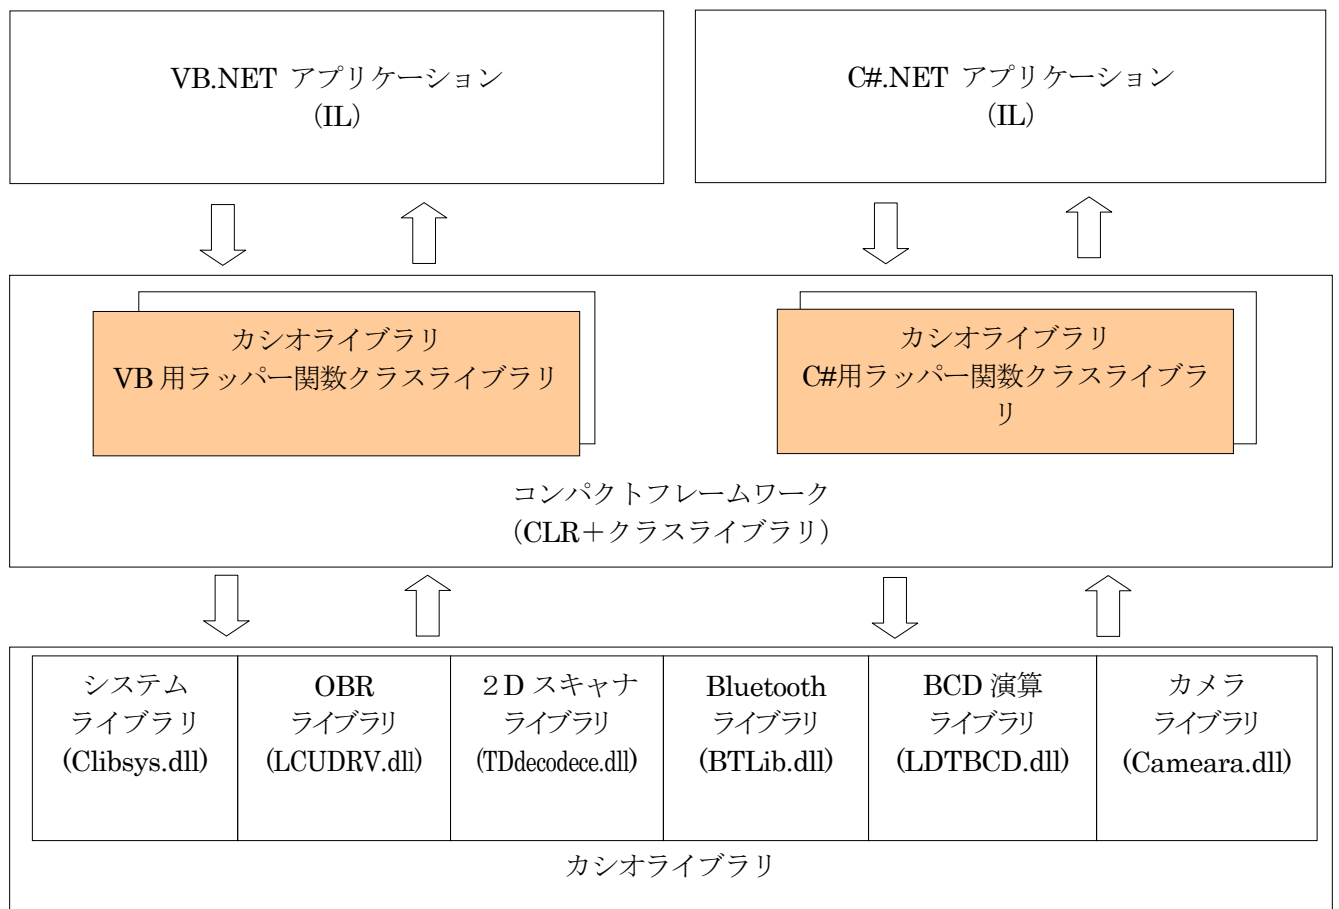 VB.NET アプリケーション
(IL)
C#.NET アプリケーション
(IL)
カシオライブラリ
VB 用ラッパー関数クラスライブラリ
カシオライブラリ
C#用ラッパー関数クラスライブラ
リ
コンパクトフレームワーク
(CLR＋クラスライブラリ)
システム
ライブラリ
(Clibsys.dll)
OBR
ライブラリ
(LCUDRV.dll)
２D スキャナ
ライブラリ
(TDdecodece.dll)
Bluetooth
ライブラリ
(BTLib.dll)
BCD 演算
ライブラリ
(LDTBCD.dll)
カメラ
ライブラリ
(Cameara.dll)
カシオライブラリ